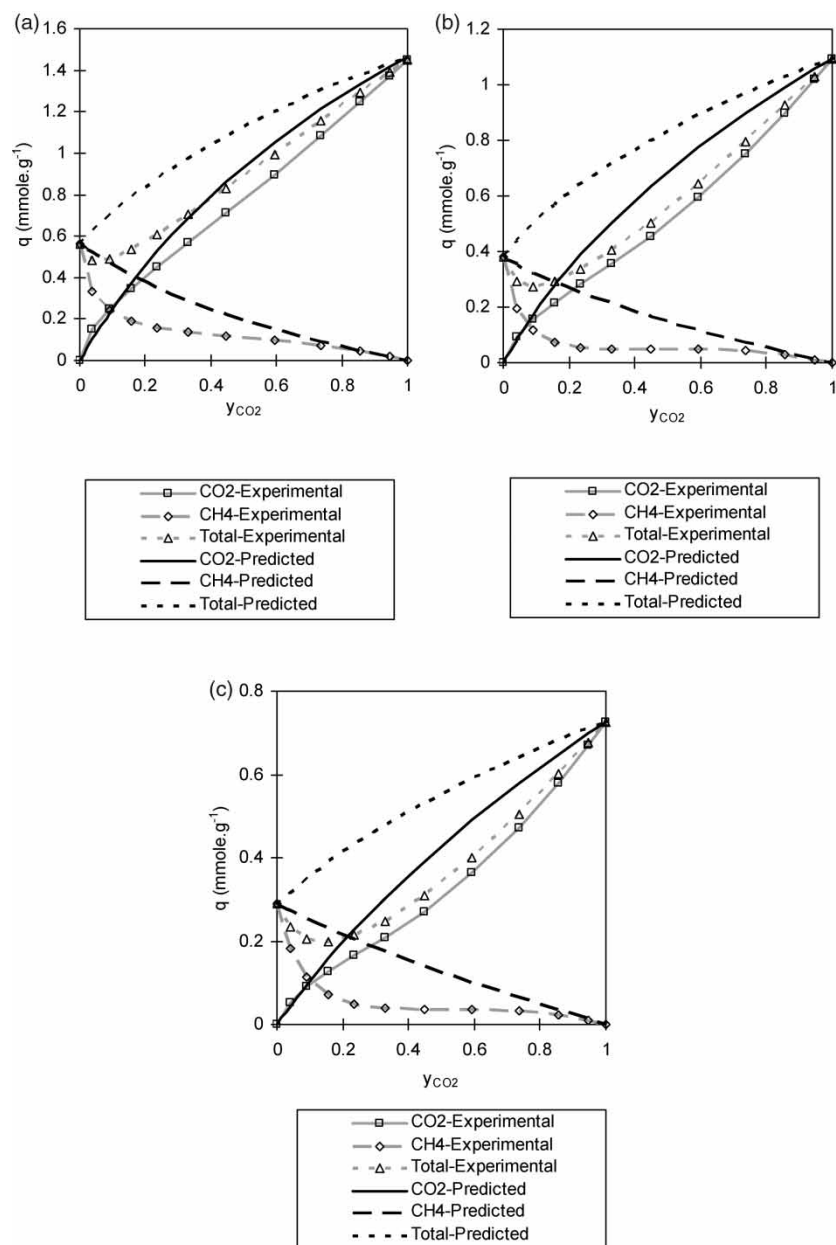 (a)
1.6
1.4
1.2
1
0.8
0.6
0.4
0.2
0
q (mmole.g⁻¹)
0 0.2 0.4 0.6 0.8 1
yCO2
CO2-Experimental
CH4-Experimental
Total-Experimental
CO2-Predicted
CH4-Predicted
Total-Predicted
(b)
1.2
1
0.8
0.6
0.4
0.2
0
q (mmole.g⁻¹)
0 0.2 0.4 0.6 0.8 1
yCO2
CO2-Experimental
CH4-Experimental
Total-Experimental
CO2-Predicted
CH4-Predicted
Total-Predicted
(c)
0.8
0.6
0.4
0.2
0
q (mmole.g⁻¹)
0 0.2 0.4 0.6 0.8 1
yCO2
CO2-Experimental
CH4-Experimental
Total-Experimental
CO2-Predicted
CH4-Predicted
Total-Predicted